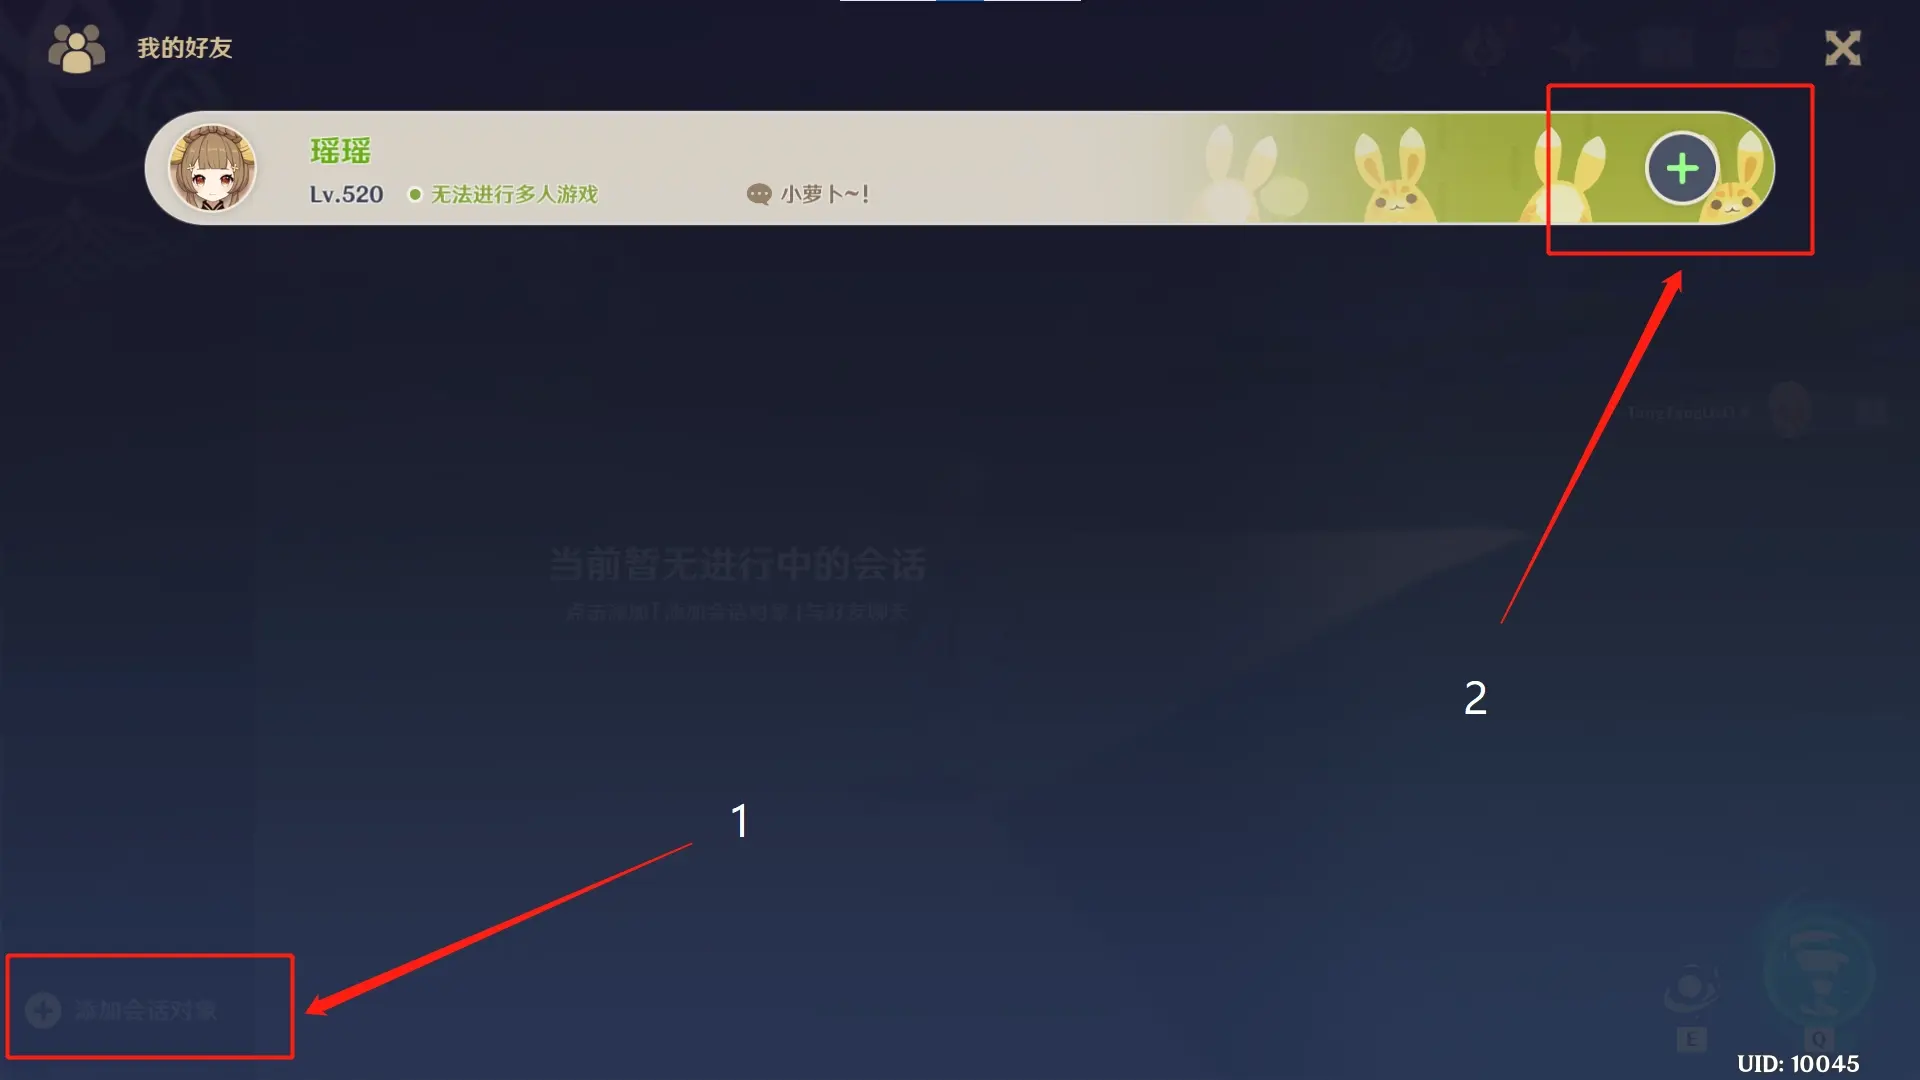 我的好友
瑶瑶
Lv.520 无法进行多人游戏 小萝卜~!
当前暂无进行中的会话
点击添加「添加会话对象」与好友聊天
2
1
添加会话对象
E Q
UID: 10045